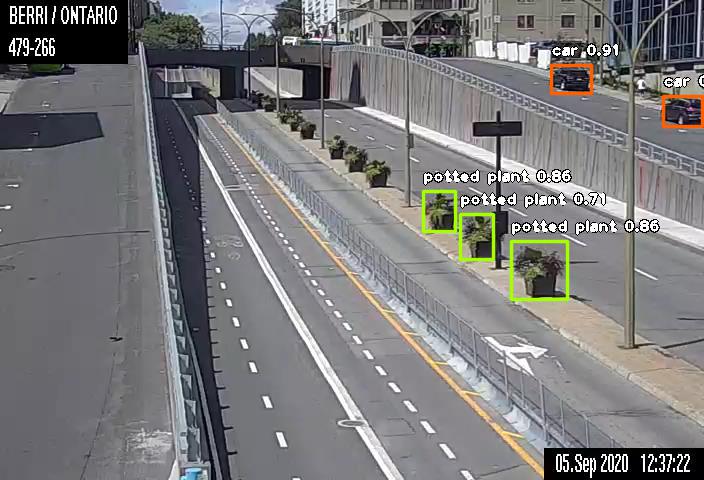 BERRI / ONTARIO
479-266
car 0.91
car
potted plant 0.86
potted plant 0.71
potted plant 0.86
05.Sep 2020 12:37:22